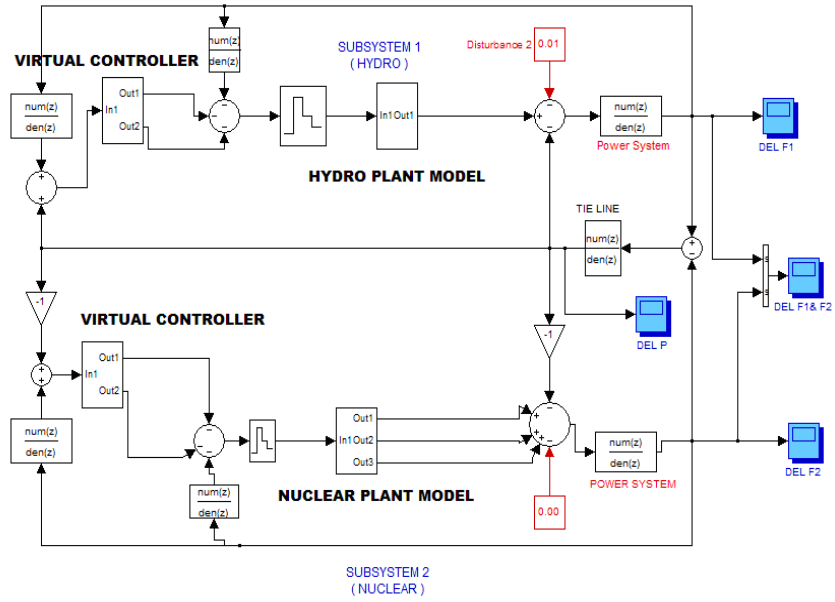 num(z)
den(z)
SUBSYSTEM 1
( HYDRO )
Disturbance 2
0.01
VIRTUAL CONTROLLER
num(z)
den(z)
In1
Out1
Out2
In1 Out1
num(z)
den(z)
Power System
DEL F1
HYDRO PLANT MODEL
TIE LINE
num(z)
den(z)
DEL F1& F2
-1
VIRTUAL CONTROLLER
DEL P
-1
In1
Out1
Out2
num(z)
den(z)
Out1
In1 Out2
Out3
num(z)
den(z)
POWER SYSTEM
DEL F2
num(z)
den(z)
NUCLEAR PLANT MODEL
0.00
SUBSYSTEM 2
( NUCLEAR )